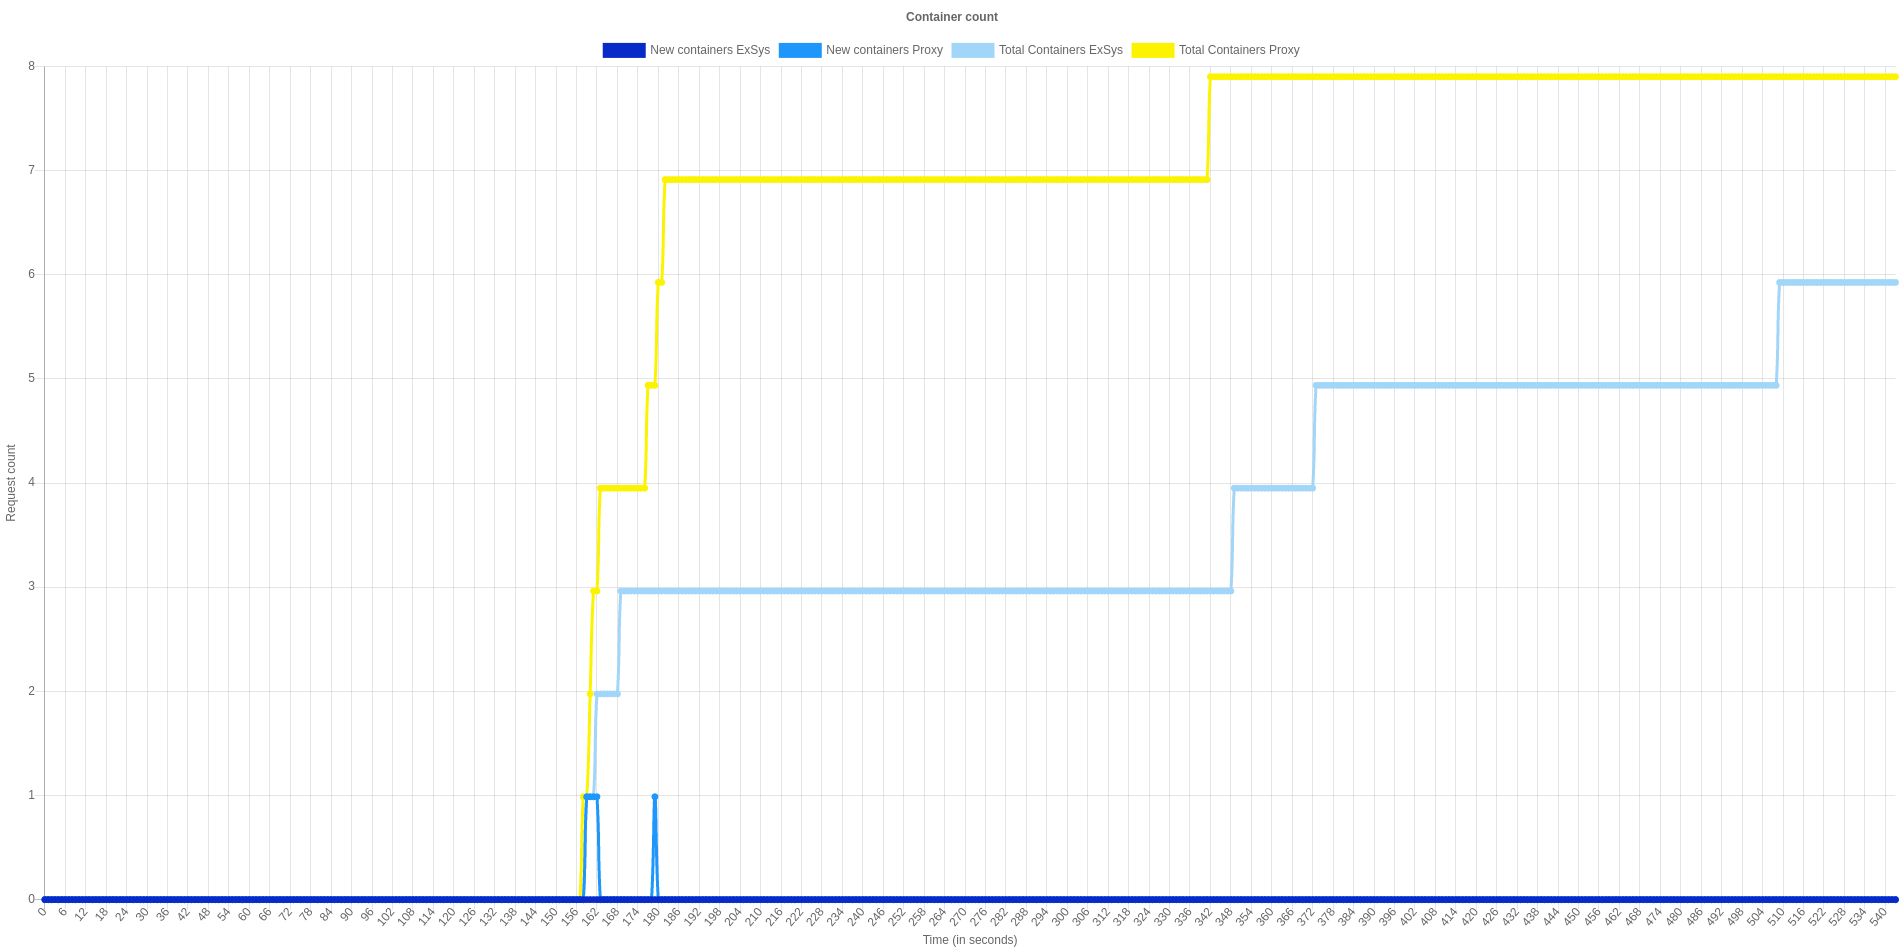 Container count
New containers ExSys New containers Proxy Total Containers ExSys Total Containers Proxy
8
7
6
5
4
3
2
1
0
Request count
0 6 12 18 24 30 36 42 48 54 60 66 72 78 84 90 96 102 108 114 120 126 132 138 144 150 156 162 168 174 180 186 192 198 204 210 216 222 228 234 240 246 252 258 264 270 276 282 288 294 300 306 312 318 324 330 336 342 348 354 360 366 372 378 384 390 396 402 408 414 420 426 432 438 444 450 456 462 468 474 480 486 492 498 504 510 516 522 528 534 540
Time (in seconds)